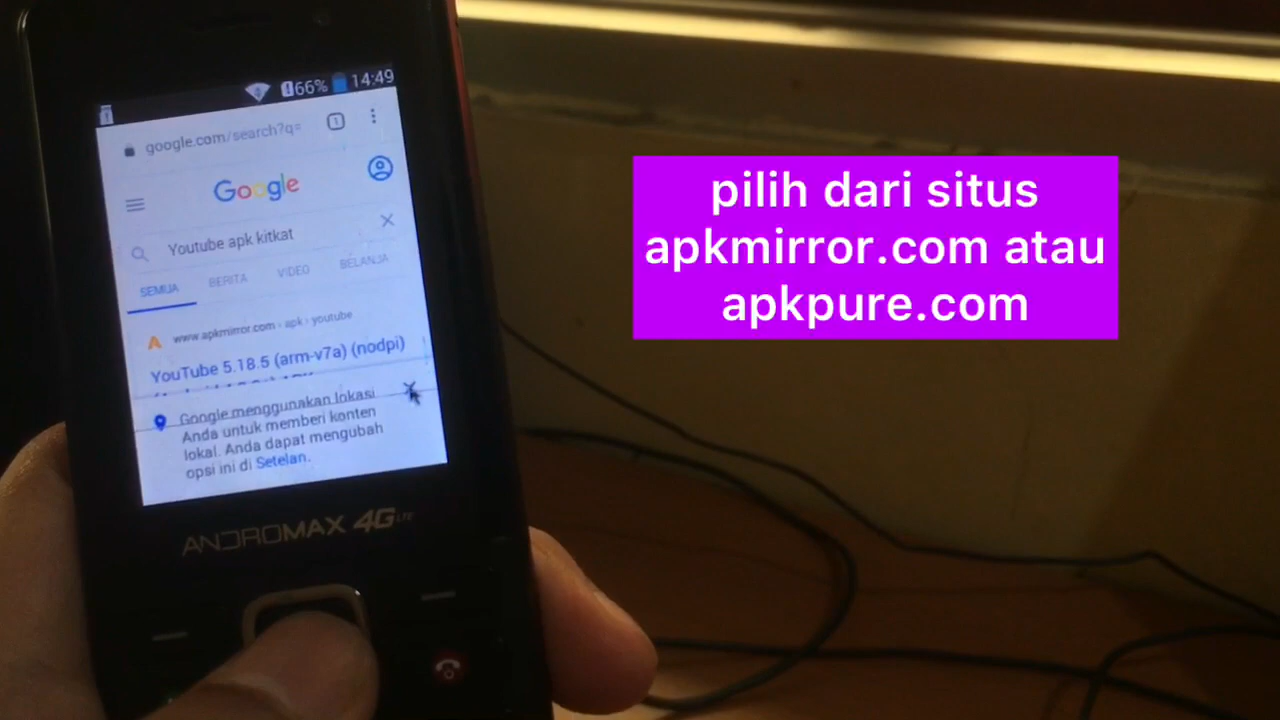 66% 14:49
google.com/search?q=
1
Google
Youtube apk kitkat
SEMUA BERITA VIDEO BELANJA
www.apkmirror.com › apk › youtube
YouTube 5.18.5 (arm-v7a) (nodpi)
Google menggunakan lokasi
Anda untuk memberi konten
lokal. Anda dapat mengubah
opsi ini di Setelan.
ANDROMAX 4G LTE
pilih dari situs
apkmirror.com atau
apkpure.com